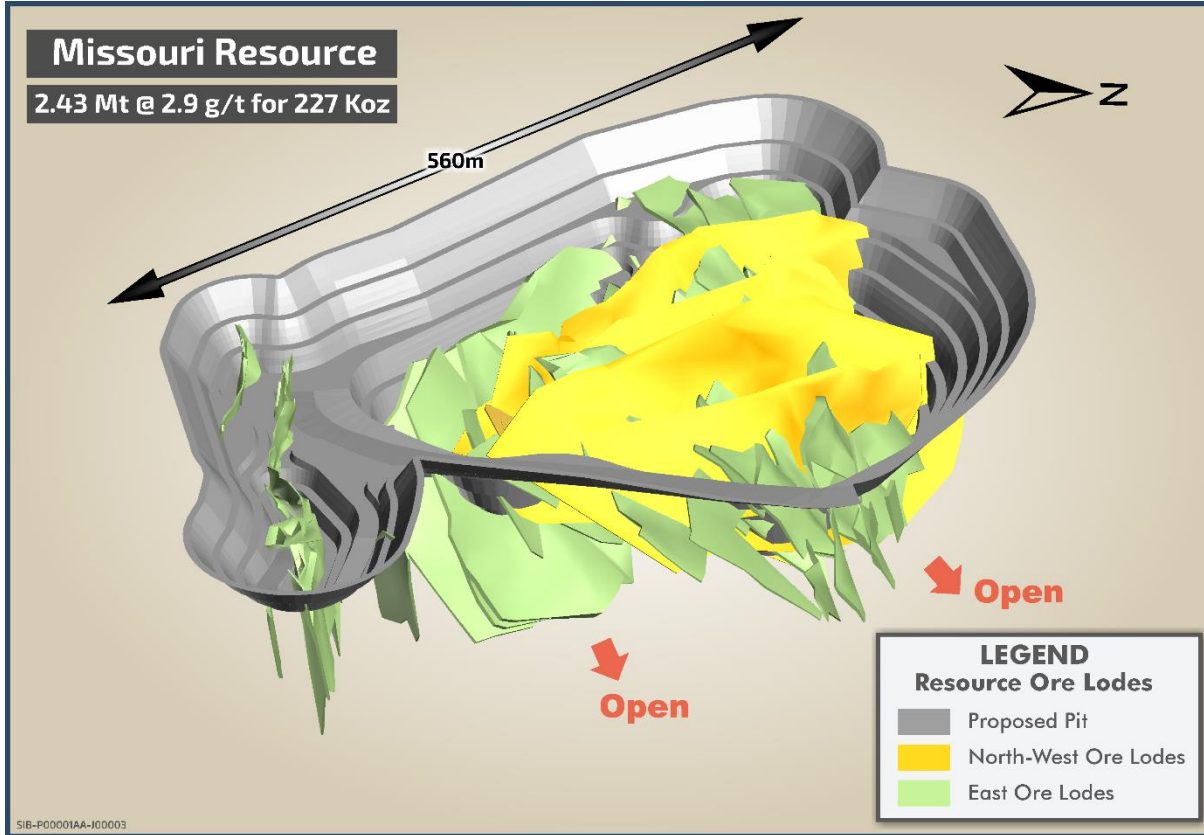 Missouri Resource
2.43 Mt @ 2.9 g/t for 227 Koz
560m
N
Open
Open
LEGEND
Resource Ore Lodes
Proposed Pit
North-West Ore Lodes
East Ore Lodes
SIB-P00001AA-J00003